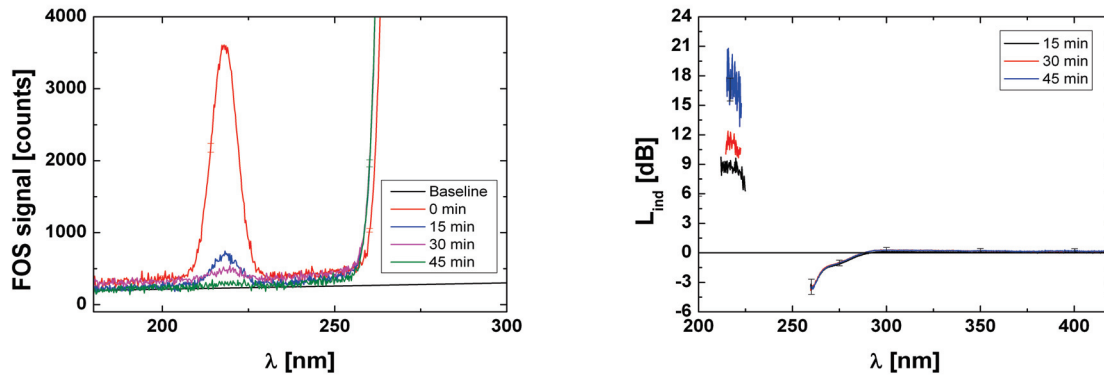 4000
3000
2000
1000
0
FOS signal [counts]
Baseline
0 min
15 min
30 min
45 min
200
250
300
λ [nm]
24
21
18
15
12
9
6
3
0
-3
-6
L_ind [dB]
15 min
30 min
45 min
200
250
300
350
400
λ [nm]